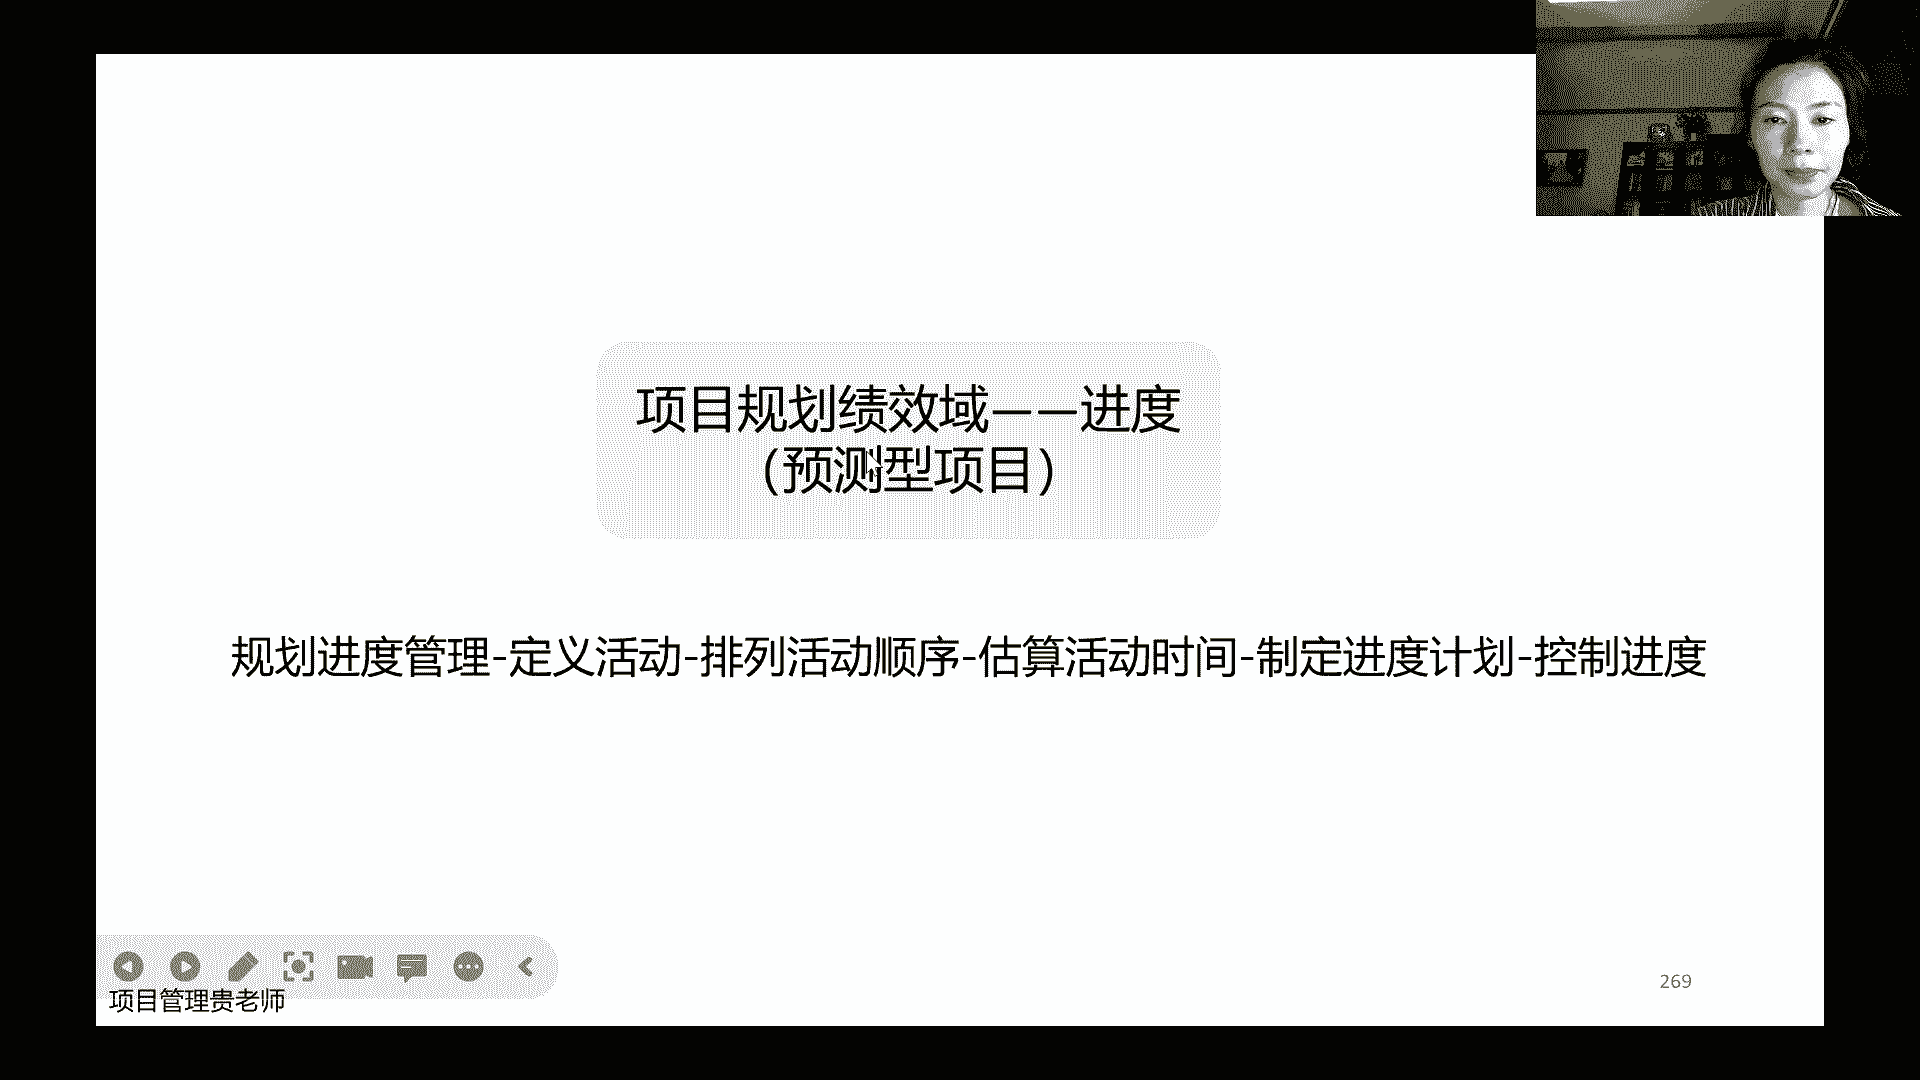 项目规划绩效域——进度
（预测型项目）
规划进度管理-定义活动-排列活动顺序-估算活动时间-制定进度计划-控制进度
项目管理贵老师
269